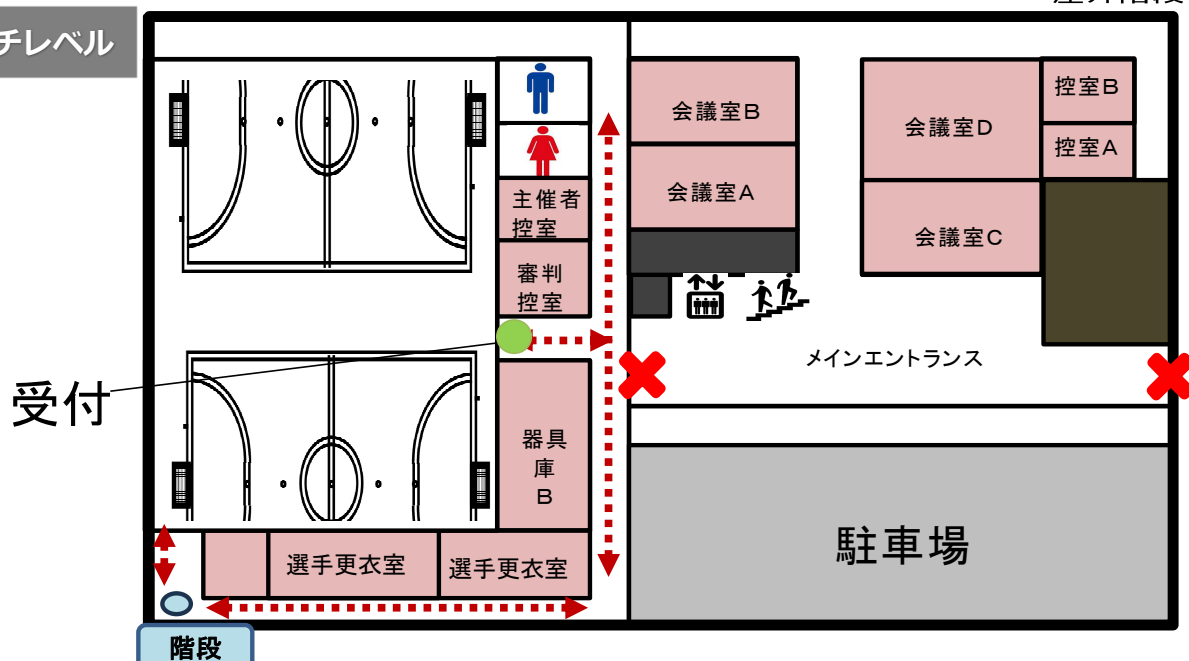 チレベル
会議室B
会議室A
会議室D
会議室C
控室B
控室A
主催者
控室
審判
控室
メインエントランス
受付
器具
庫
B
選手更衣室
選手更衣室
駐車場
階段